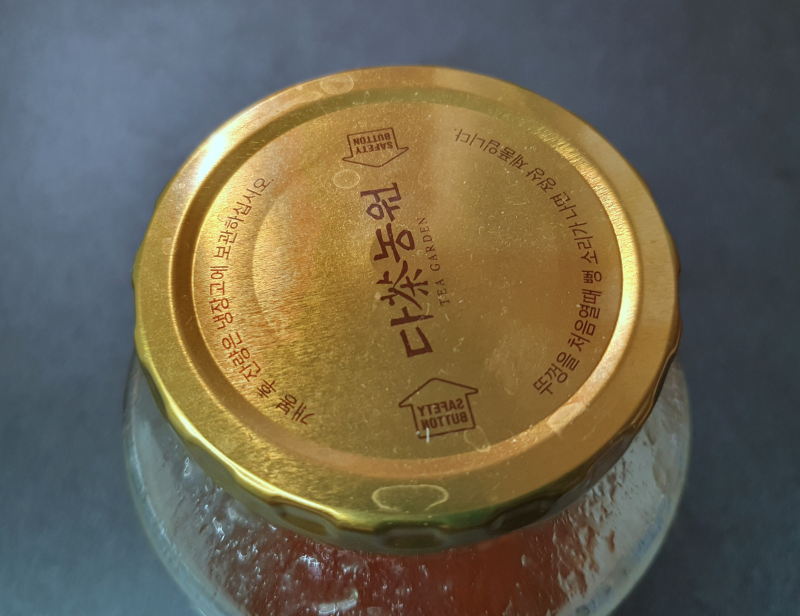 개봉 후 잔량은 냉장고에 보관하십시오.
SAFETY
BUTTON
다茶농원
TEA GARDEN
SAFETY
BUTTON
뚜껑을 처음열때 뻥 소리가나면 정상 제품입니다.